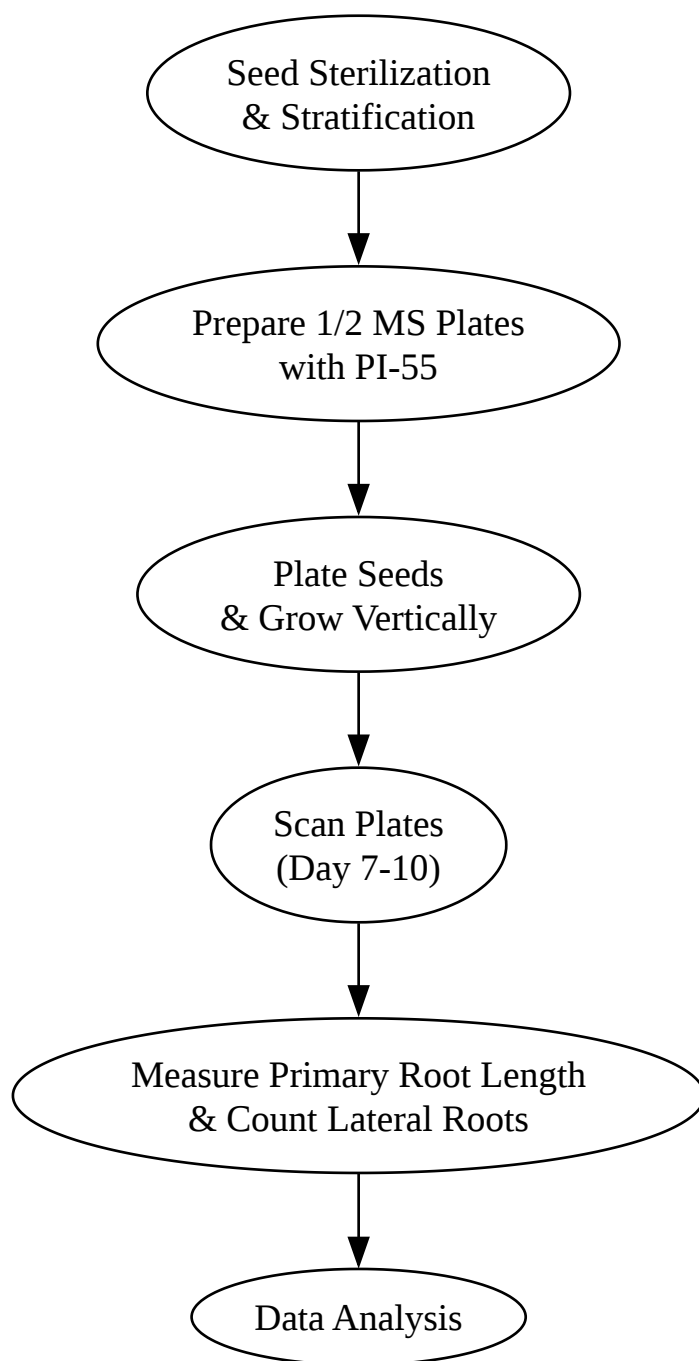 Seed Sterilization
& Stratification
Prepare 1/2 MS Plates
with PI-55
Plate Seeds
& Grow Vertically
Scan Plates
(Day 7-10)
Measure Primary Root Length
& Count Lateral Roots
Data Analysis